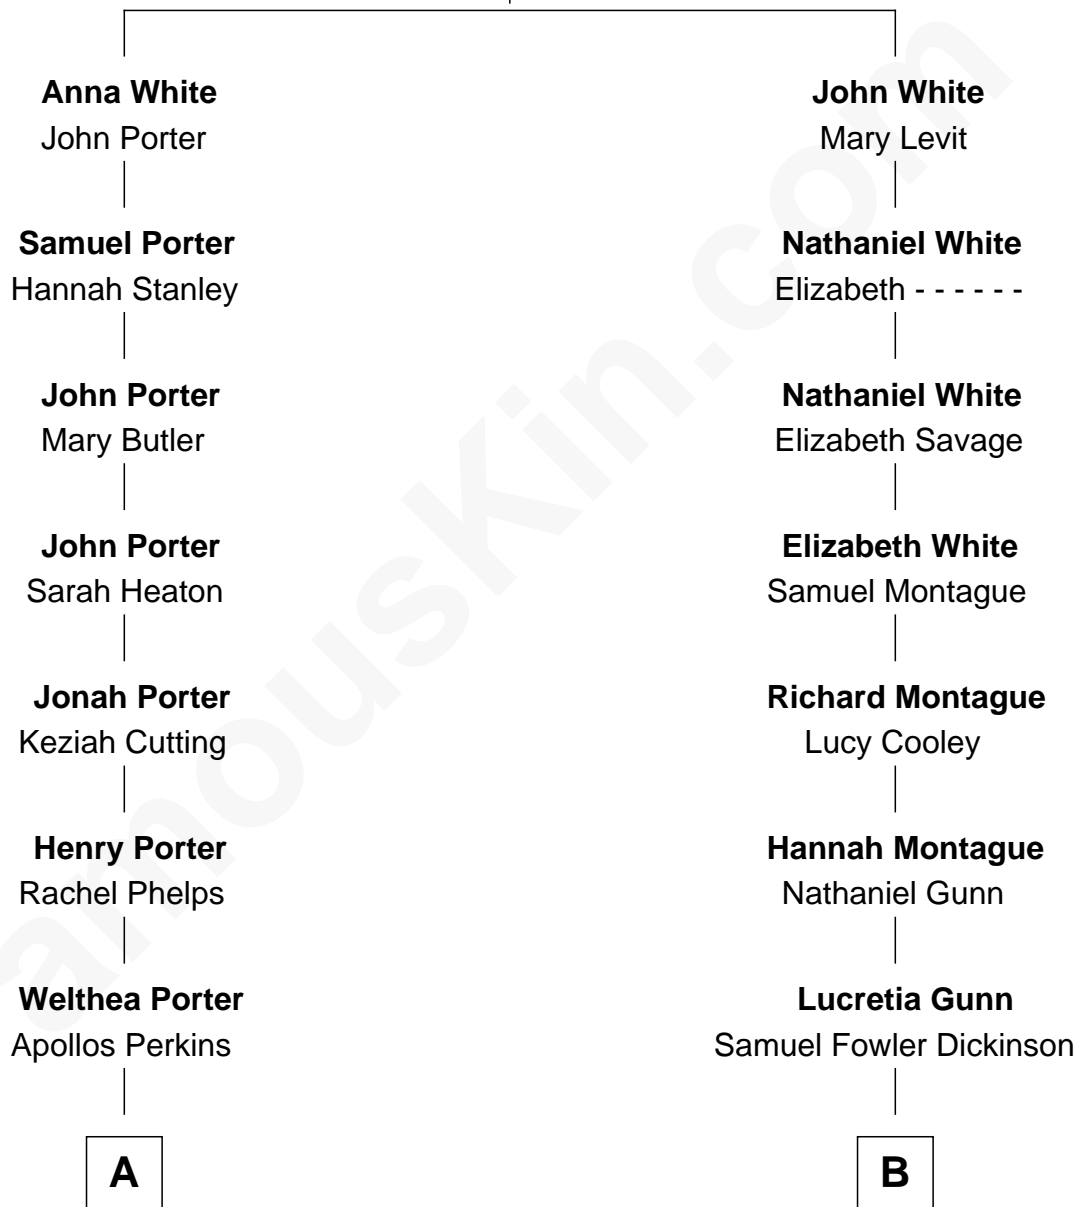 Anna White
John Porter
Samuel Porter
Hannah Stanley
John Porter
Mary Butler
John Porter
Sarah Heaton
Jonah Porter
Keziah Cutting
Henry Porter
Rachel Phelps
Welthea Porter
Apollos Perkins
A
John White
Mary Levit
Nathaniel White
Elizabeth - - - - - -
Nathaniel White
Elizabeth Savage
Elizabeth White
Samuel Montague
Richard Montague
Lucy Cooley
Hannah Montague
Nathaniel Gunn
Lucretia Gunn
Samuel Fowler Dickinson
B
amousKin.com